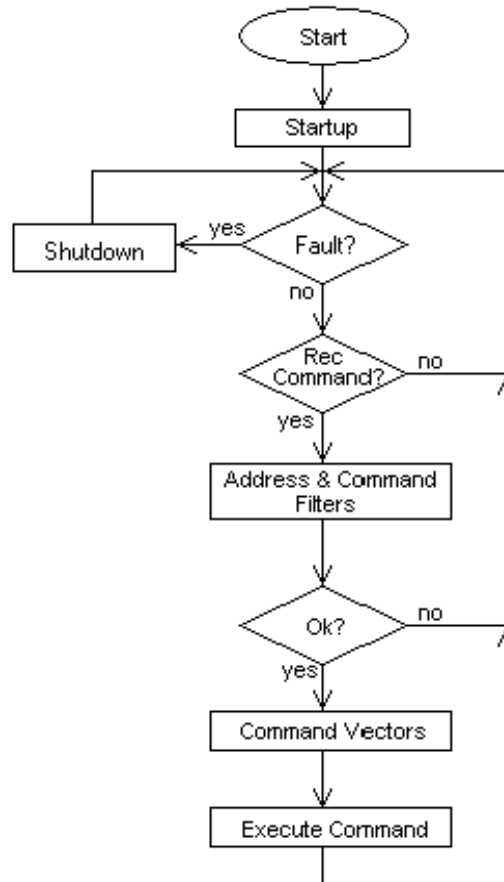 Start
Startup
yes
Shutdown
Fault?
no
Rec
Command?
no
yes
Address & Command
Filters
Ok?
no
yes
Command Vectors
Execute Command